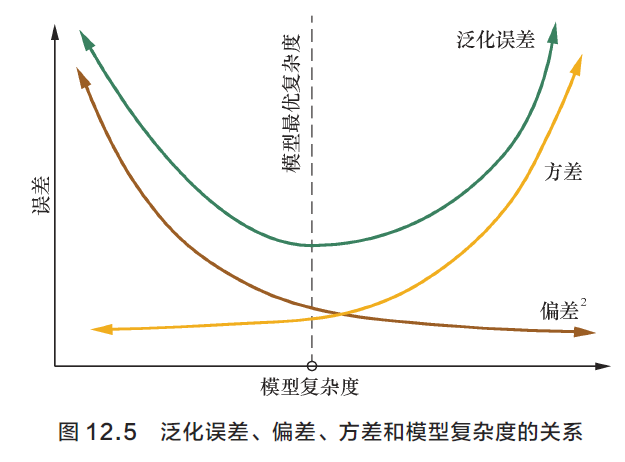 泛化误差
模型最优复杂度
方差
误差
偏差²
模型复杂度
图 12.5 泛化误差、偏差、方差和模型复杂度的关系